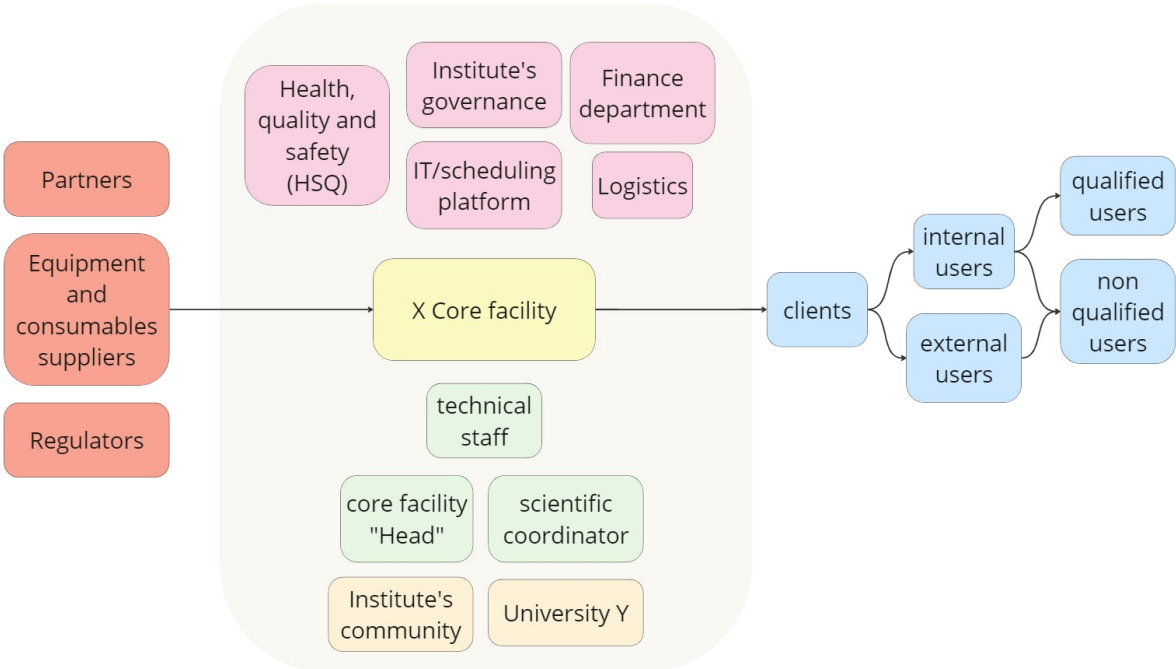 Partners
Equipment
and
consumables
suppliers
Regulators
Health,
quality and
safety
(HSQ)
Institute's
governance
Finance
department
IT/scheduling
platform
Logistics
X Core facility
technical
staff
core facility
"Head"
scientific
coordinator
Institute's
community
University Y
clients
internal
users
external
users
qualified
users
non
qualified
users